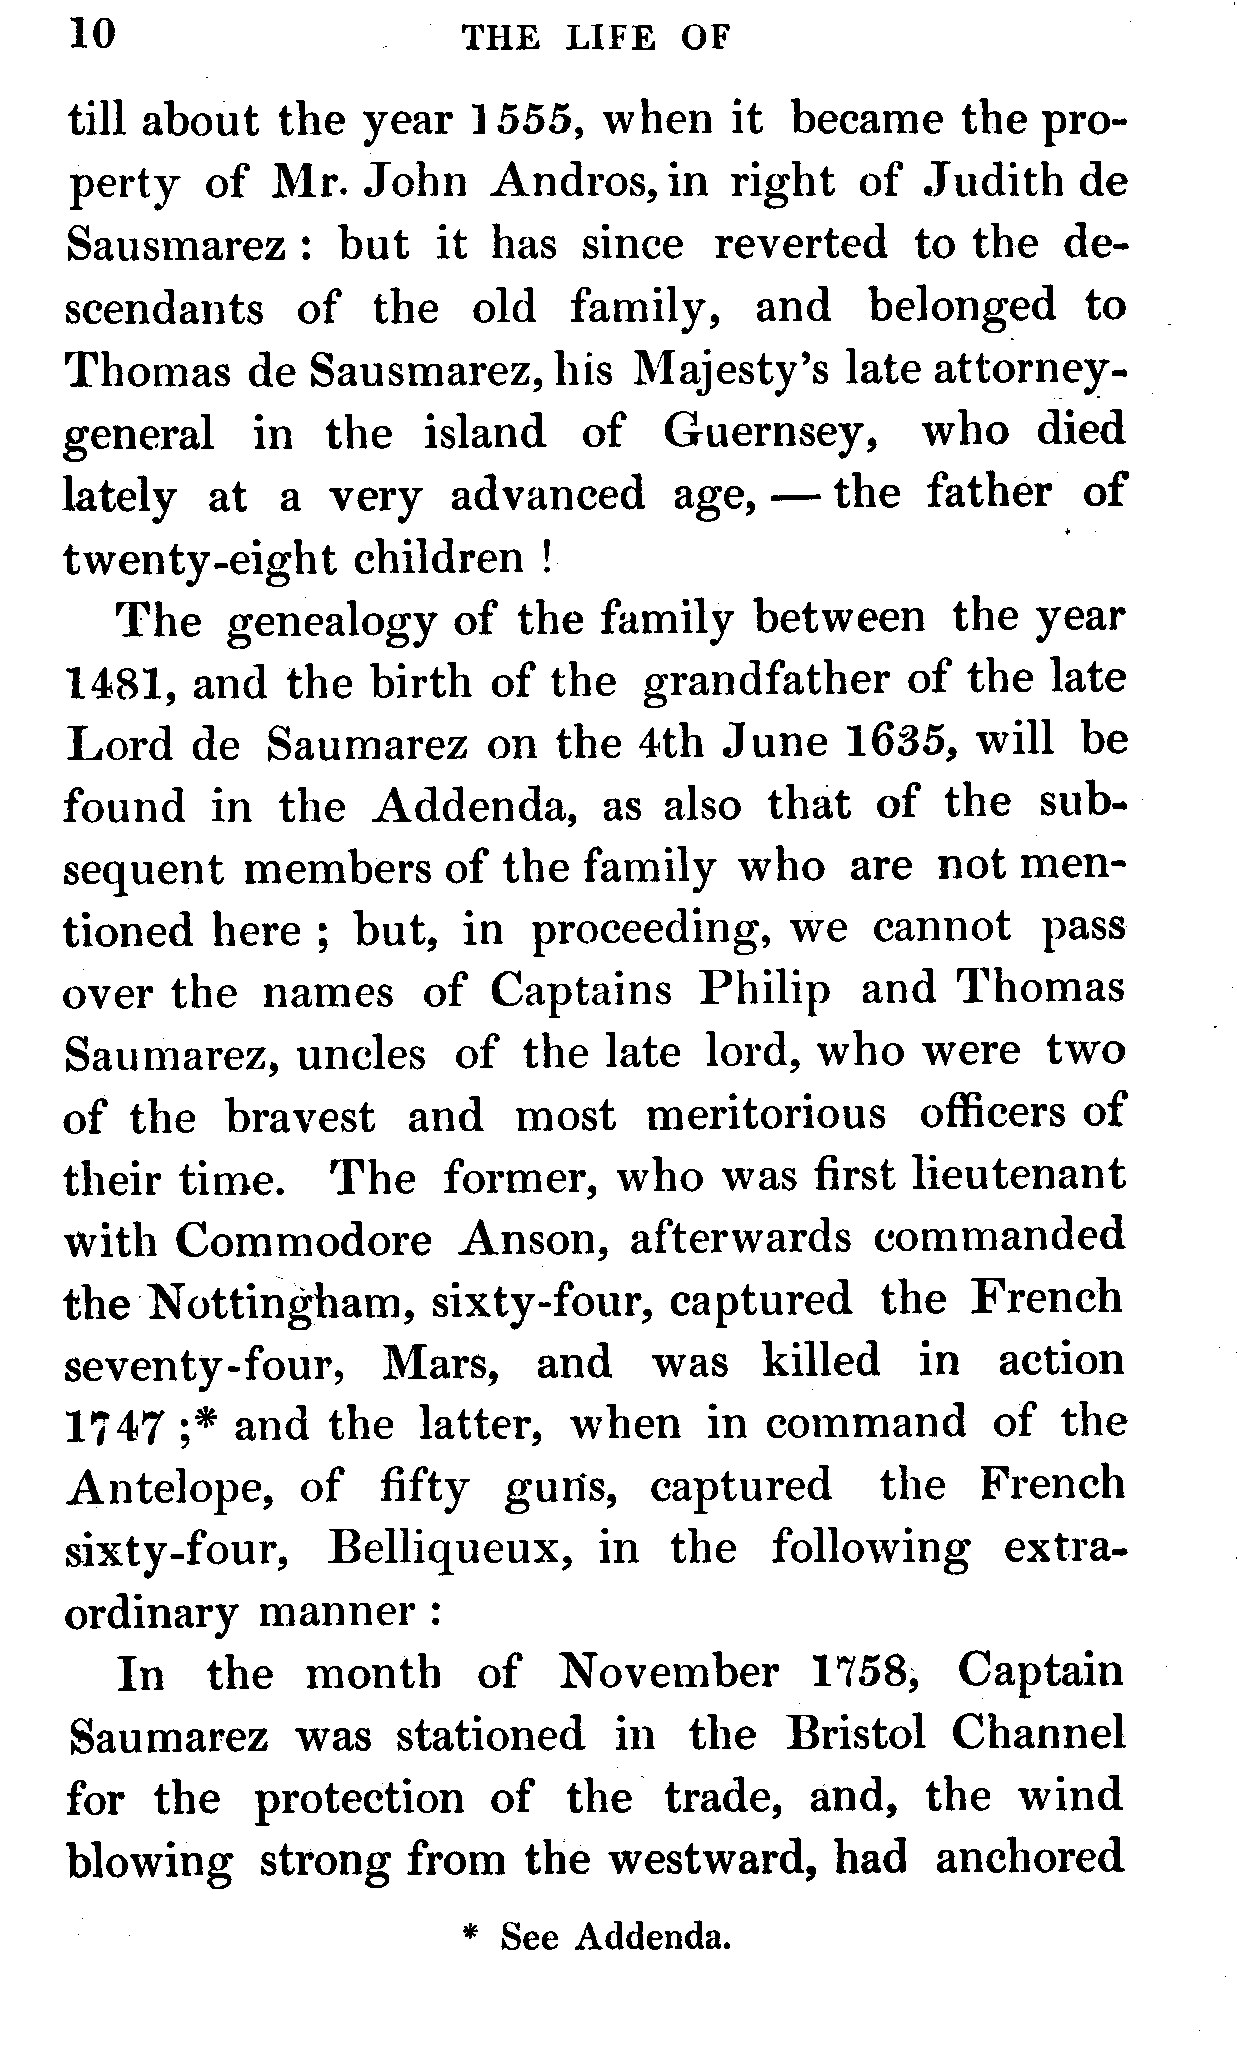 10 THE LIFE OF
till about the year 1555, when it became the pro-
perty of Mr. John Andros, in right of Judith de
Sausmarez : but it has since reverted to the de-
scendants of the old family, and belonged to
Thomas de Sausmarez, his Majesty's late attorney-
general in the island of Guernsey, who died
lately at a very advanced age, — the father of
twenty-eight children !
The genealogy of the family between the year
1481, and the birth of the grandfather of the late
Lord de Saumarez on the 4th June 1635, will be
found in the Addenda, as also that of the sub-
sequent members of the family who are not men-
tioned here ; but, in proceeding, we cannot pass
over the names of Captains Philip and Thomas
Saumarez, uncles of the late lord, who were two
of the bravest and most meritorious officers of
their time. The former, who was first lieutenant
with Commodore Anson, afterwards commanded
the Nottingham, sixty-four, captured the French
seventy-four, Mars, and was killed in action
1747 ;* and the latter, when in command of the
Antelope, of fifty guns, captured the French
sixty-four, Belliqueux, in the following extra-
ordinary manner :
In the month of November 1758, Captain
Saumarez was stationed in the Bristol Channel
for the protection of the trade, and, the wind
blowing strong from the westward, had anchored
* See Addenda.